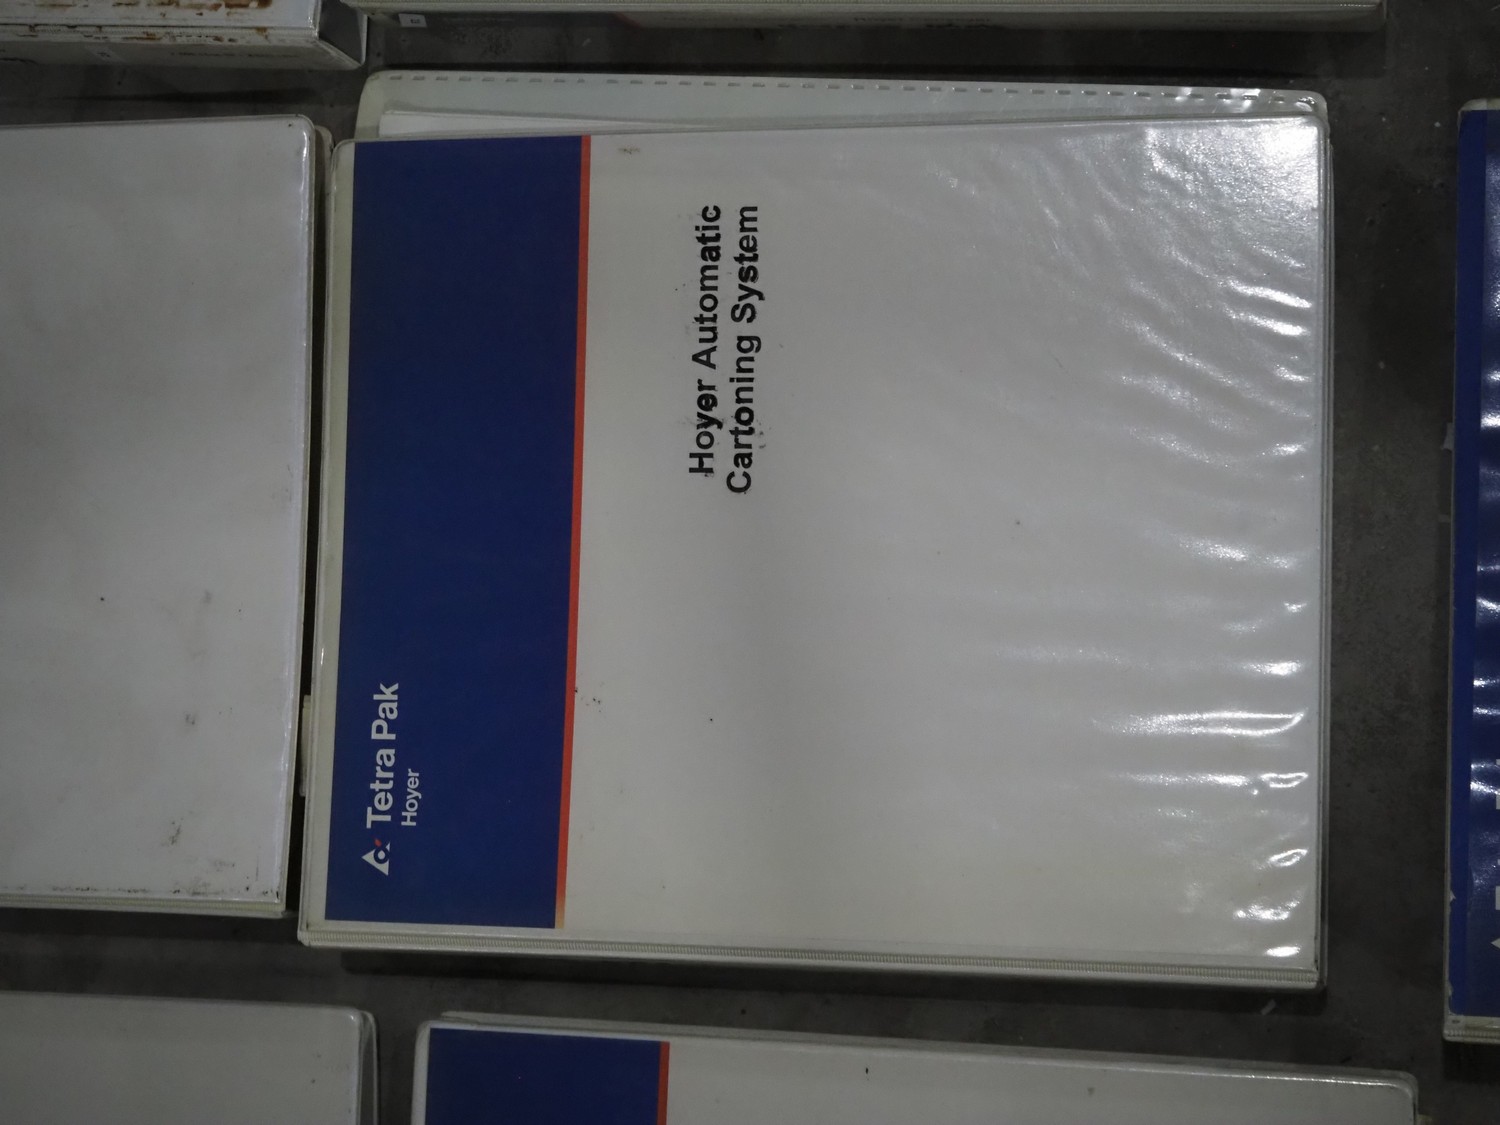 Tetra Pak
Hoyer
Hoyer Automatic
Cartoning System